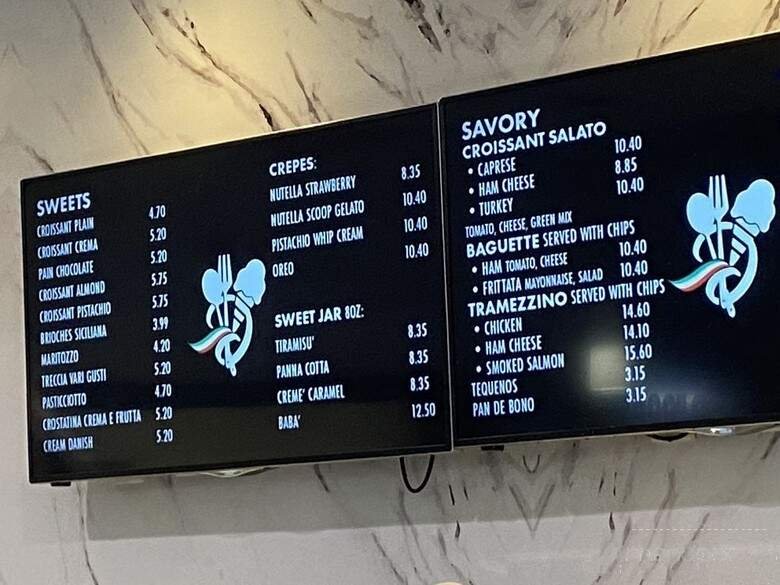 SWEETS
CROISSANT PLAIN 4.70
CROISSANT CREMA 5.20
PAIN CHOCOLATE 5.20
CROISSANT ALMOND 5.75
CROISSANT PISTACHIO 5.75
BRIOCHES SICILIANA 3.99
MARITOZZO 4.20
TRECCIA VARI GUSTI 5.20
PASTICCIOTTO 4.70
CROSTATINA CREMA E FRUTTA 5.20
CREAM DANISH 5.20
CREPES:
NUTELLA STRAWBERRY 8.35
NUTELLA SCOOP GELATO 10.40
PISTACHIO WHIP CREAM 10.40
OREO 10.40
SWEET JAR 8OZ:
TIRAMISU' 8.35
PANNA COTTA 8.35
CREME' CARAMEL 8.35
BABA' 12.50
SAVORY
CROISSANT SALATO
• CAPRESE 10.40
• HAM CHEESE 8.85
• TURKEY 10.40
TOMATO, CHEESE, GREEN MIX
BAGUETTE SERVED WITH CHIPS
• HAM TOMATO, CHEESE 10.40
• FRITTATA MAYONNAISE, SALAD 10.40
TRAMEZZINO SERVED WITH CHIPS
• CHICKEN 14.60
• HAM CHEESE 14.10
• SMOKED SALMON 15.60
TEQUENOS 3.15
PAN DE BONO 3.15